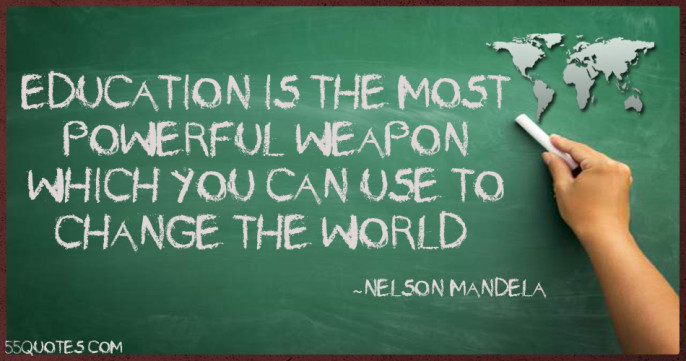 EDUCATION IS THE MOST
POWERFUL WEAPON
WHICH YOU CAN USE TO
CHANGE THE WORLD
~NELSON MANDELA
55QUOTES.COM